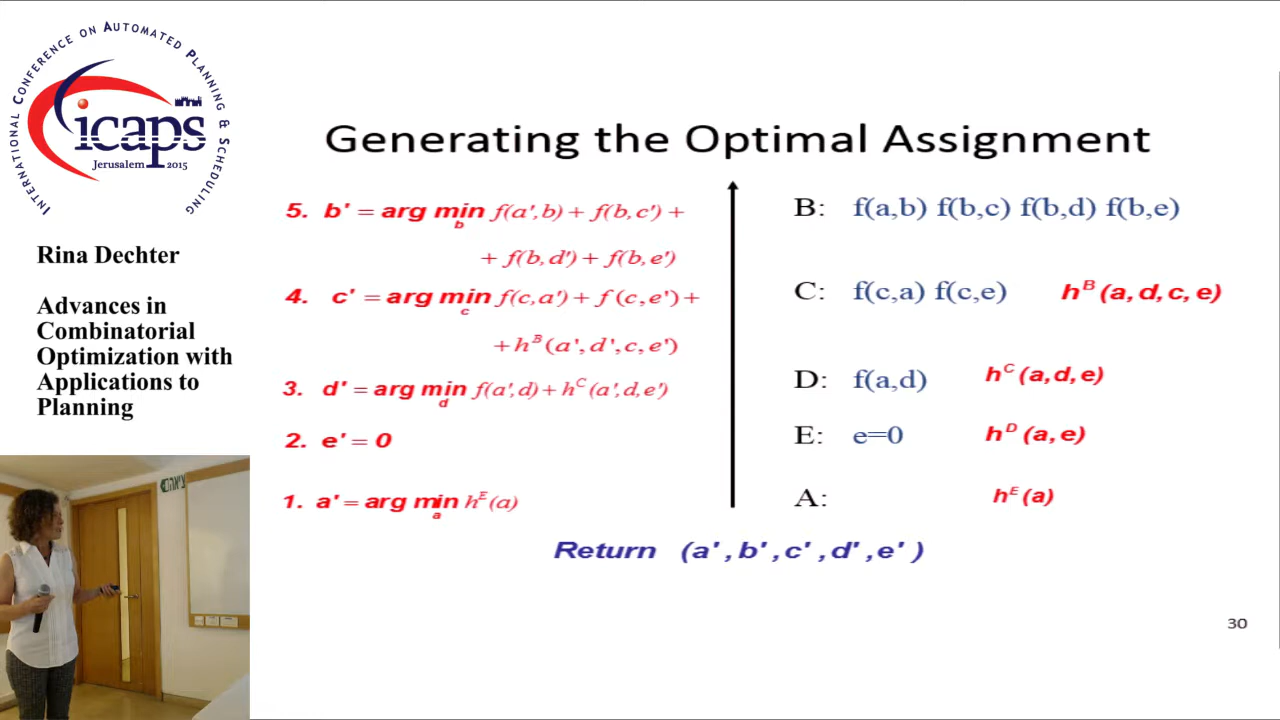 INTERNATIONAL CONFERENCE ON AUTOMATED PLANNING & SCHEDULING
icaps
Jerusalem 2015
Rina Dechter
Advances in
Combinatorial
Optimization with
Applications to
Planning
Generating the Optimal Assignment
5. b' = arg min f(a',b) + f(b,c') +
b
+ f(b,d') + f(b,e')
4. c' = arg min f(c,a') + f(c,e') +
c
+ h^B(a',d',c,e')
3. d' = arg min f(a',d) + h^C(a',d,e')
d
2. e' = 0
1. a' = arg min h^E(a)
a
B: f(a,b) f(b,c) f(b,d) f(b,e)
C: f(c,a) f(c,e) h^B(a,d,c,e)
D: f(a,d) h^C(a,d,e)
E: e=0 h^D(a,e)
A: h^E(a)
Return (a',b',c',d',e')
30